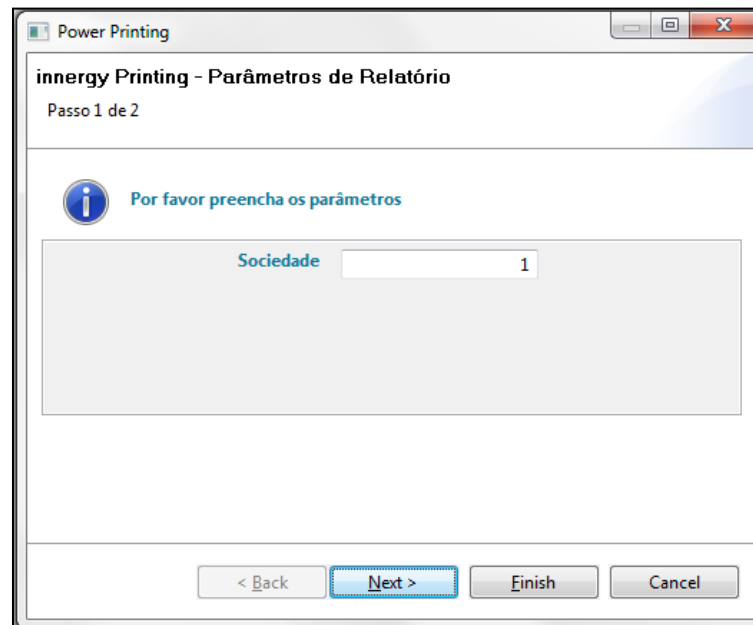 Power Printing
innergy Printing - Parâmetros de Relatório
Passo 1 de 2
Por favor preencha os parâmetros
Sociedade 1
< Back Next > Finish Cancel